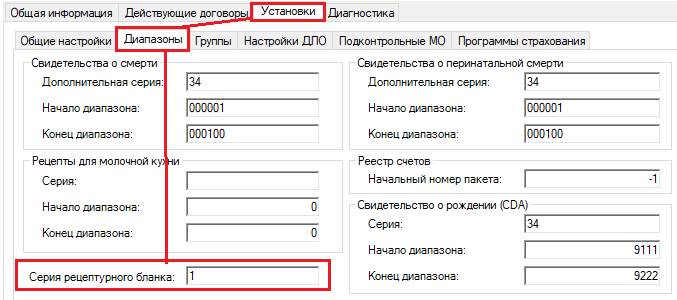 Общая информация Действующие договоры Установки Диагностика
Общие настройки Диапазоны Группы Настройки ДЛО Подконтрольные МО Программы страхования
Свидетельства о смерти
Дополнительная серия: 34
Начало диапазона: 000001
Конец диапазона: 000100
Рецепты для молочной кухни
Серия:
Начало диапазона: 0
Конец диапазона: 0
Серия рецептурного бланка: 1
Свидетельства о перинатальной смерти
Дополнительная серия: 34
Начало диапазона: 000001
Конец диапазона: 000100
Реестр счетов
Начальный номер пакета: -1
Свидетельство о рождении (CDA)
Серия: 34
Начало диапазона: 9111
Конец диапазона: 9222